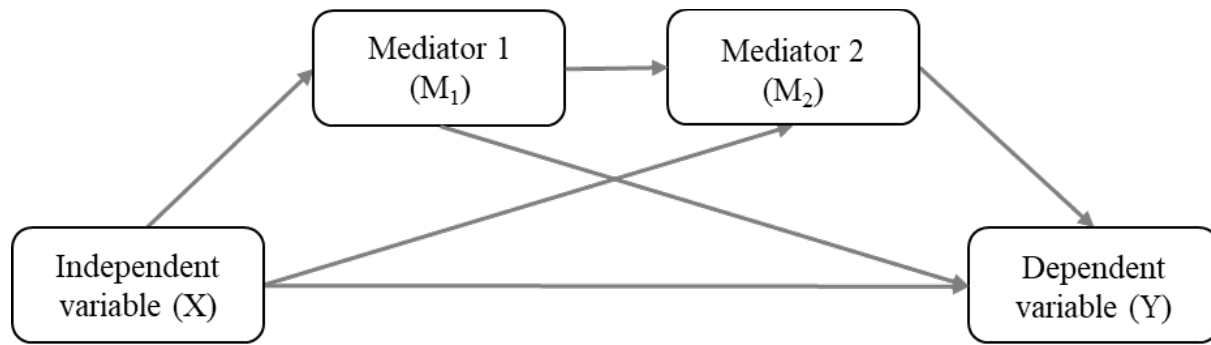 Mediator 1
(M₁)
Mediator 2
(M₂)
Independent
variable (X)
Dependent
variable (Y)